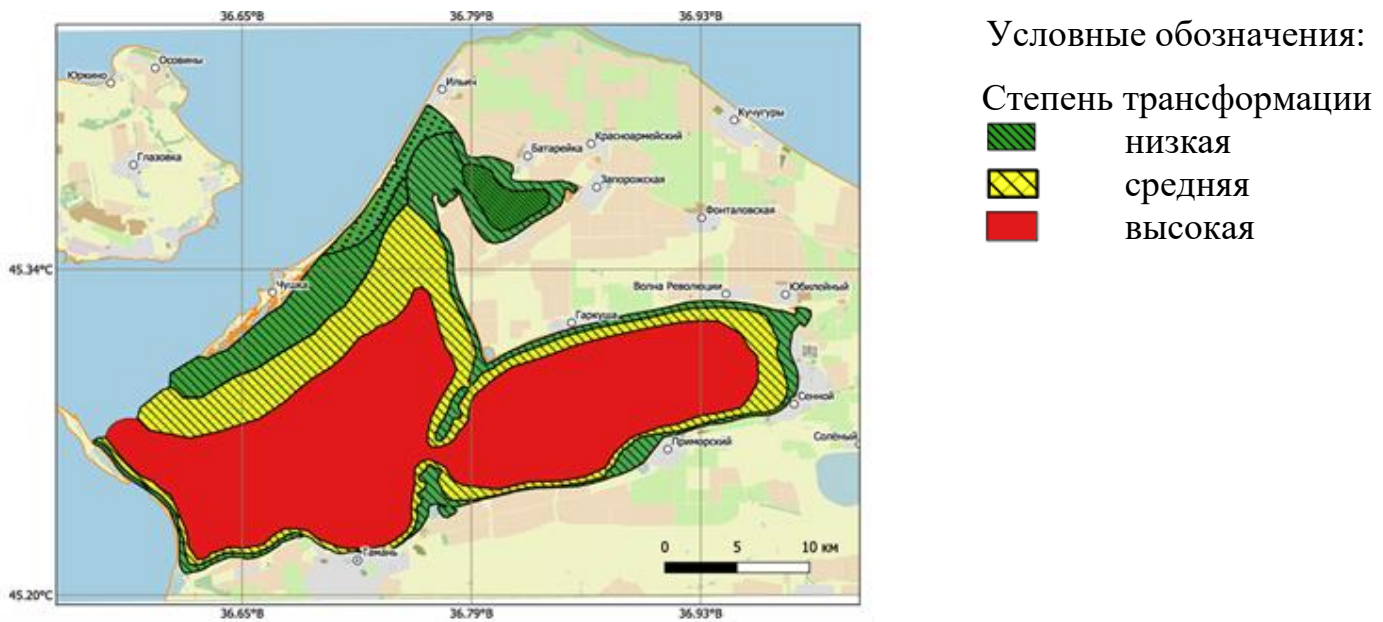 36.65°В 36.79°В 36.93°В
Условные обозначения:
Осовины
Юркино
Ильич
Степень трансформации
Кучугуры
низкая
Красноармейский
Батарейка
Глазовка
средняя
Запорожская
Фонталовская
высокая
45.34°С
Чушка
Волна Революции
Юбилейный
Гаркуша
Сенной
Приморский
Солёный
0 5 10 км
Тамань
45.20°С
36.65°В 36.79°В 36.93°В